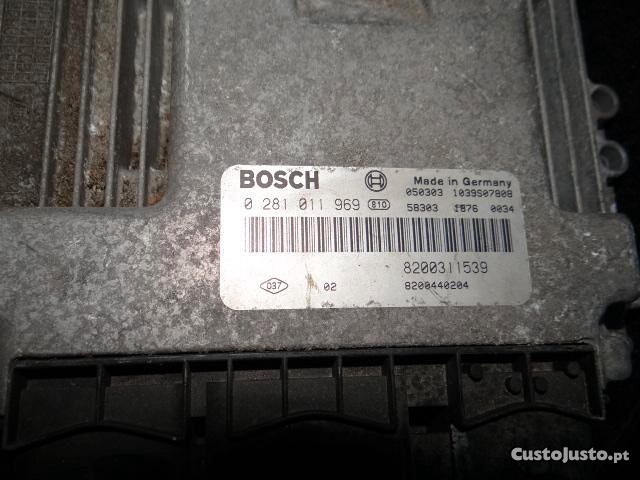 BOSCH
Made in Germany
050303 1039S07808
0 281 011 969 810
58303 1876 0034
8200311539
037 02 8200440204
CustoJusto.pt